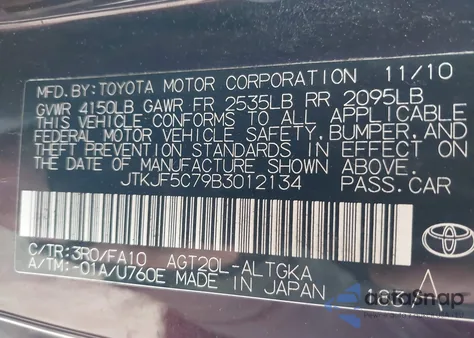 MFD. BY: TOYOTA MOTOR CORPORATION 11/10
GVWR 4150LB GAWR FR 2535LB RR 2095LB
THIS VEHICLE CONFORMS TO ALL APPLICABLE
FEDERAL MOTOR VEHICLE SAFETY, BUMPER, AND
THEFT PREVENTION STANDARDS IN EFFECT ON
THE DATE OF MANUFACTURE SHOWN ABOVE.
JTKJF5C79B3012134 PASS.CAR
C/TR: 3R0/FA10 AGT20L-ALTGKA
A/TM: -01A/U760E MADE IN JAPAN
TOYOTA